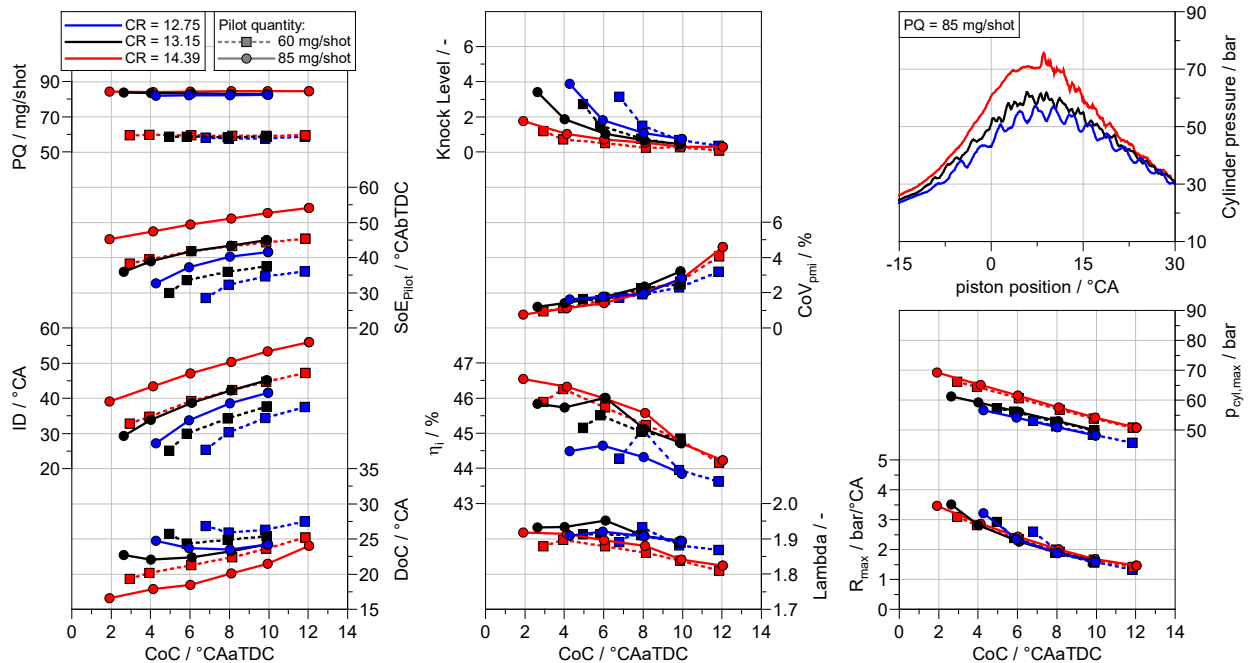 CR = 12.75
CR = 13.15
CR = 14.39
Pilot quantity:
60 mg/shot
85 mg/shot
PQ / mg/shot
90
70
50
SoE_Pilot / °CAbTDC
60
50
40
30
20
ID / °CA
60
50
40
30
20
DoC / °CA
35
30
25
20
15
0 2 4 6 8 10 12 14
CoC / °CAaTDC
Knock Level / -
6
4
2
0
CoV_pmi / %
6
4
2
0
η_i / %
46
45
44
43
Lambda / -
2.0
1.9
1.8
1.7
0 2 4 6 8 10 12 14
CoC / °CAaTDC
PQ = 85 mg/shot
Cylinder pressure / bar
90
70
50
30
10
-15 0 15 30
piston position / °CA
p_cyl,max / bar
90
80
70
60
50
R_max / bar/°CA
5
4
3
2
1
0
0 2 4 6 8 10 12 14
CoC / °CAaTDC